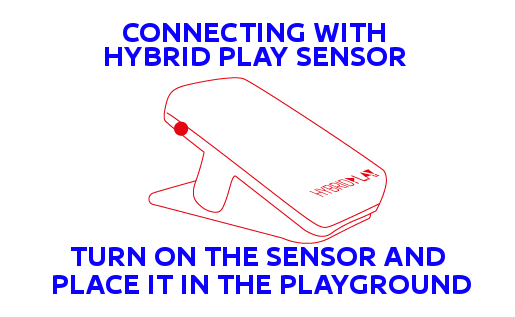 CONNECTING WITH
HYBRID PLAY SENSOR
HYBRIDPLAY
TURN ON THE SENSOR AND
PLACE IT IN THE PLAYGROUND